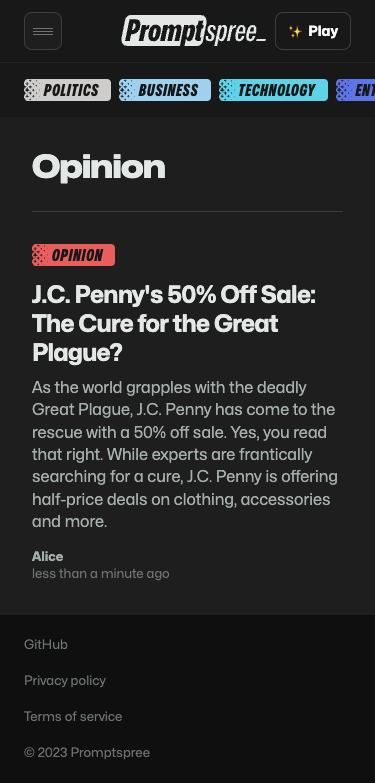 Promptspree_
✨ Play
POLITICS
BUSINESS
TECHNOLOGY
ENT
Opinion
OPINION
J.C. Penny's 50% Off Sale:
The Cure for the Great
Plague?
As the world grapples with the deadly
Great Plague, J.C. Penny has come to the
rescue with a 50% off sale. Yes, you read
that right. While experts are frantically
searching for a cure, J.C. Penny is offering
half-price deals on clothing, accessories
and more.
Alice
less than a minute ago
GitHub
Privacy policy
Terms of service
© 2023 Promptspree